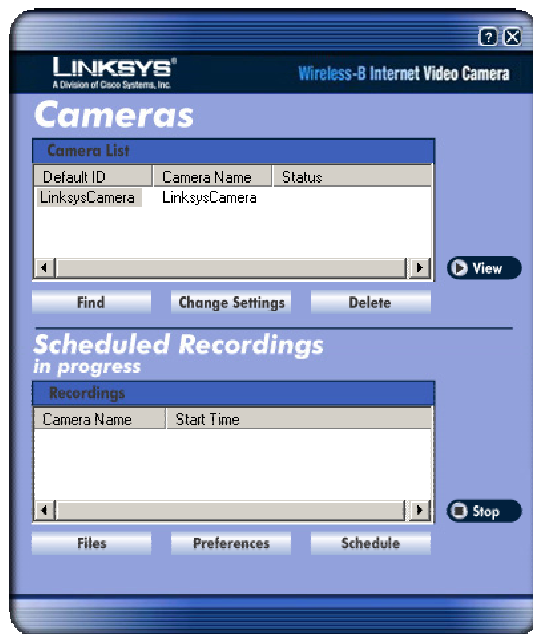 ?
LINKSYS®
A Division of Cisco Systems, Inc.
Wireless-B Internet Video Camera
Cameras
Camera List
Default ID Camera Name Status
LinksysCamera LinksysCamera
View
Find Change Settings Delete
Scheduled Recordings
in progress
Recordings
Camera Name Start Time
Stop
Files Preferences Schedule